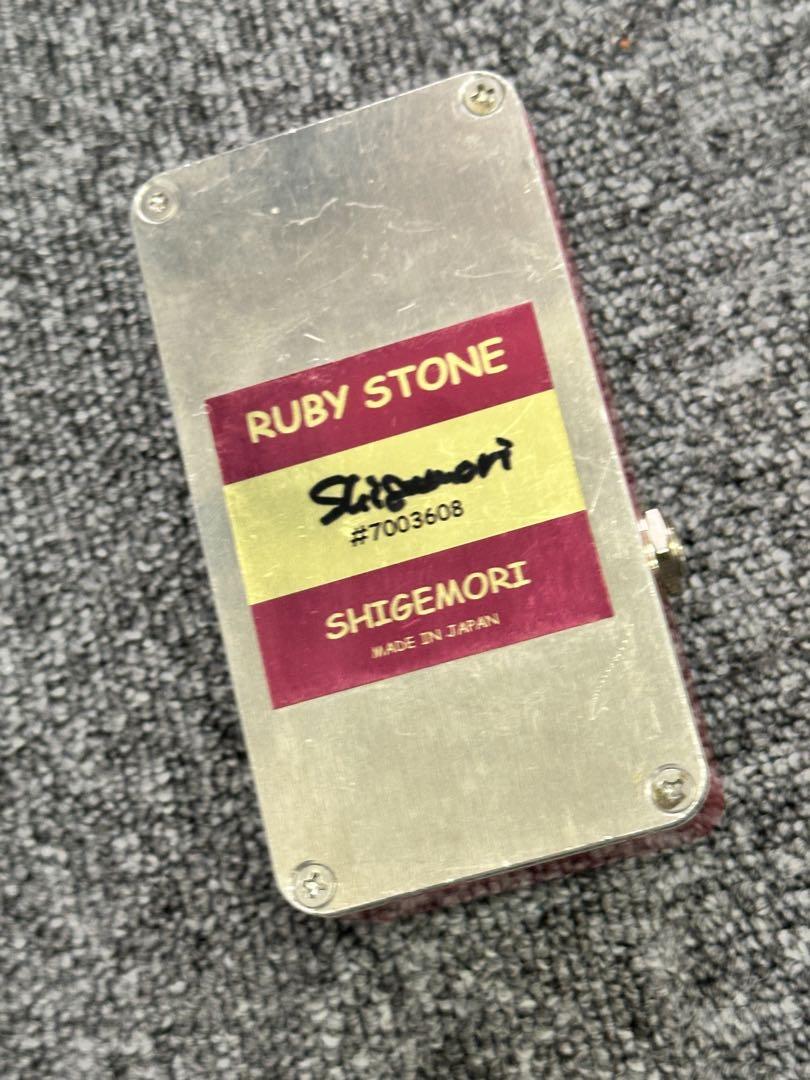 RUBY STONE
Shigemori
#7003608
SHIGEMORI
MADE IN JAPAN